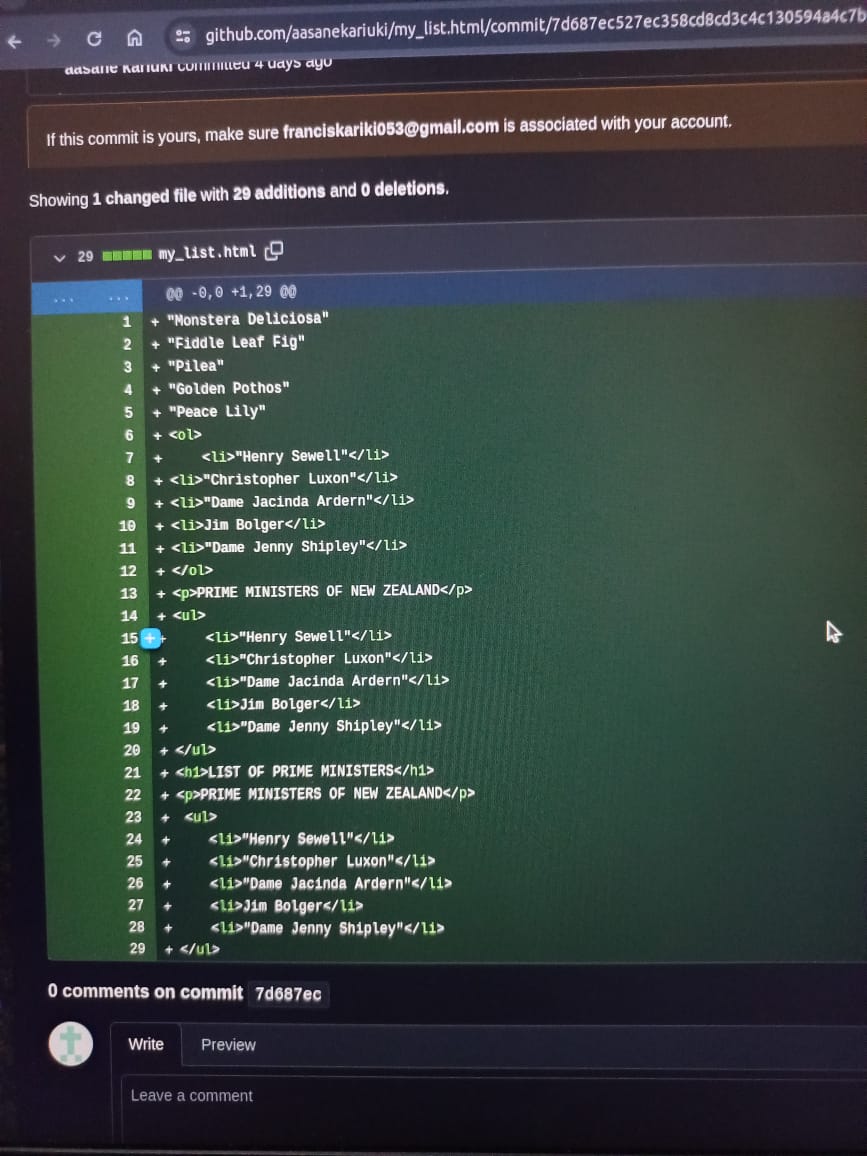 github.com/aasanekariuki/my_list.html/commit/7d687ec527ec358cd8cd3c4c130594a4c7b
aasane kariuki committed 4 days ago
If this commit is yours, make sure franciskariki053@gmail.com is associated with your account.
Showing 1 changed file with 29 additions and 0 deletions.
29 my_list.html
... ... @@ -0,0 +1,29 @@
1 + "Monstera Deliciosa"
2 + "Fiddle Leaf Fig"
3 + "Pilea"
4 + "Golden Pothos"
5 + "Peace Lily"
6 + <ol>
7 +     <li>"Henry Sewell"</li>
8 + <li>"Christopher Luxon"</li>
9 + <li>"Dame Jacinda Ardern"</li>
10 + <li>Jim Bolger</li>
11 + <li>"Dame Jenny Shipley"</li>
12 + </ol>
13 + <p>PRIME MINISTERS OF NEW ZEALAND</p>
14 + <ul>
15 +     <li>"Henry Sewell"</li>
16 +     <li>"Christopher Luxon"</li>
17 +     <li>"Dame Jacinda Ardern"</li>
18 +     <li>Jim Bolger</li>
19 +     <li>"Dame Jenny Shipley"</li>
20 + </ul>
21 + <h1>LIST OF PRIME MINISTERS</h1>
22 + <p>PRIME MINISTERS OF NEW ZEALAND</p>
23 +  <ul>
24 +     <li>"Henry Sewell"</li>
25 +     <li>"Christopher Luxon"</li>
26 +     <li>"Dame Jacinda Ardern"</li>
27 +     <li>Jim Bolger</li>
28 +     <li>"Dame Jenny Shipley"</li>
29 + </ul>
0 comments on commit 7d687ec
Write Preview
Leave a comment